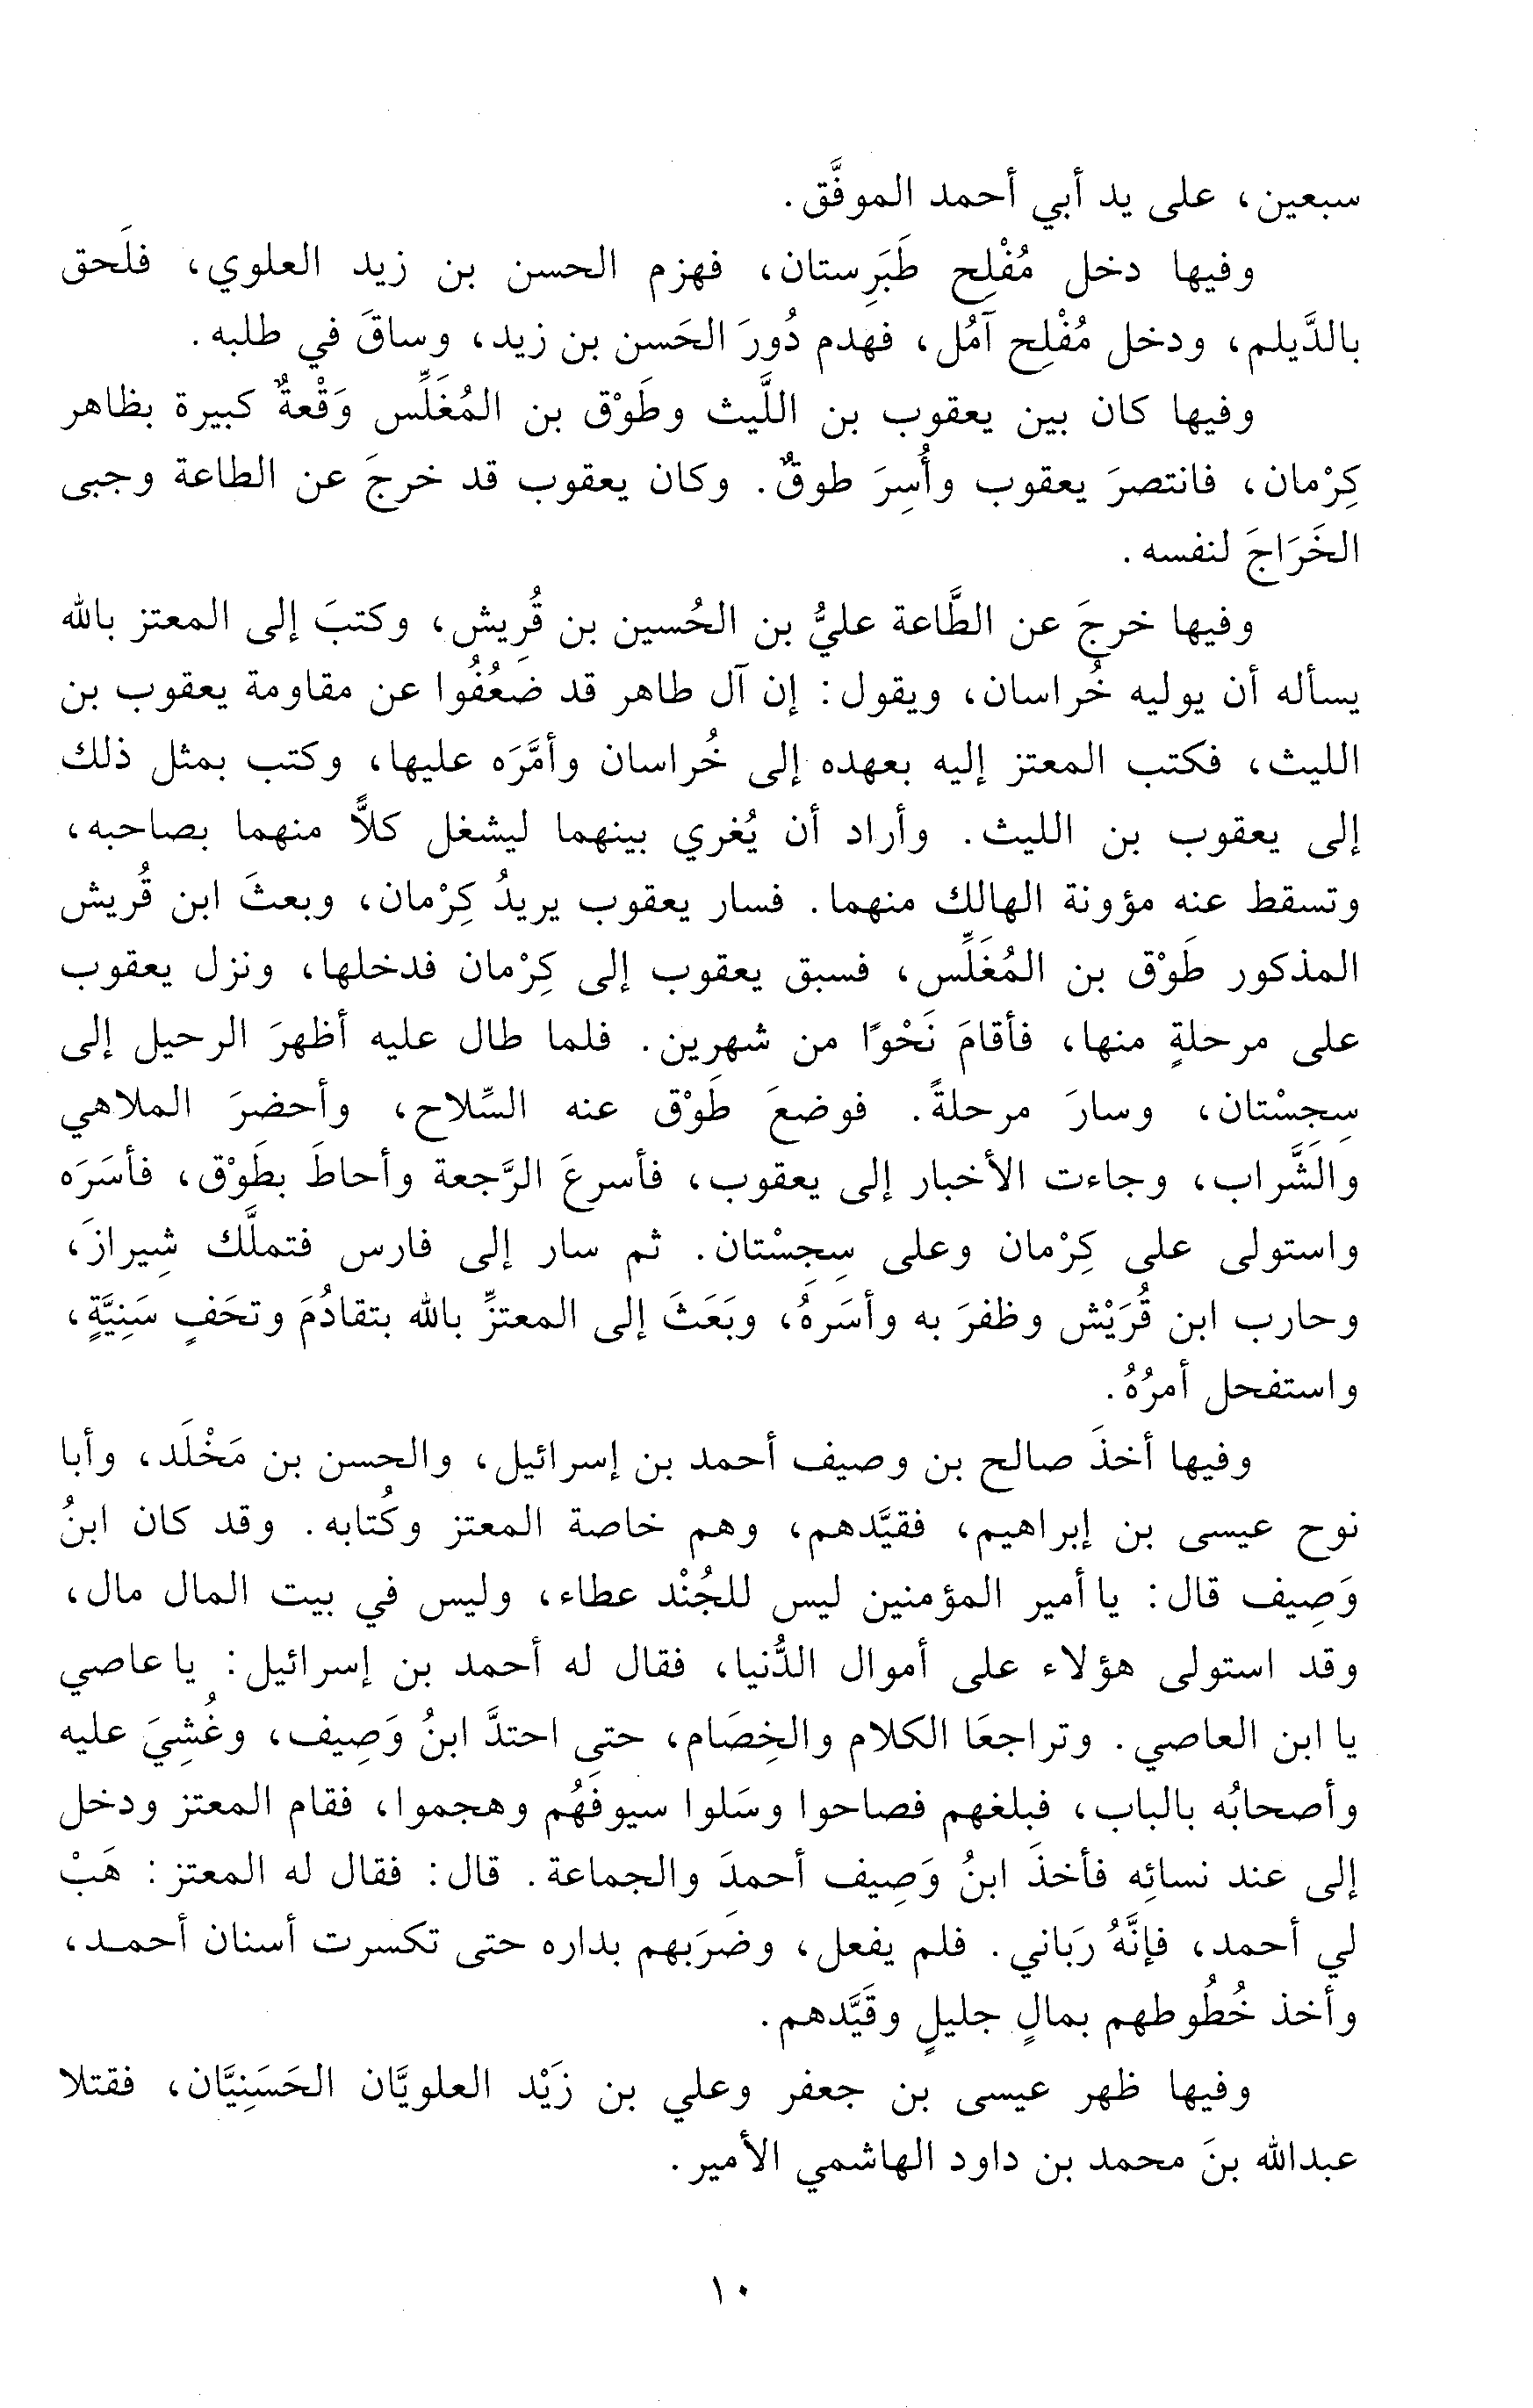 سبعين، على يد أبي أحمد الموفَّق.
وفيها دخل مُفْلِح طَبَرِستان، فهزم الحسن بن زيد العلوي، فلَحق
بالدَّيلم، ودخل مُفْلِح آمُل، فهدم دُورَ الحَسن بن زيد، وساقَ في طلبه.
وفيها كان بين يعقوب بن اللَّيث وطَوْق بن المُغَلِّس وَقْعةٌ كبيرة بظاهر
كِرْمان، فانتصرَ يعقوب وأُسِرَ طوقٌ. وكان يعقوب قد خرجَ عن الطاعة وجبى
الخَرَاجَ لنفسه.
وفيها خرجَ عن الطَّاعة عليُّ بن الحُسين بن قُريش، وكتبَ إلى المعتز بالله
يسأله أن يوليه خُراسان، ويقول: إن آل طاهر قد ضَعُفُوا عن مقاومة يعقوب بن
الليث، فكتب المعتز إليه بعهده إلى خُراسان وأمَّرَه عليها، وكتب بمثل ذلك
إلى يعقوب بن الليث. وأراد أن يُغري بينهما ليشغل كلاًّ منهما بصاحبه،
وتسقط عنه مؤونة الهالك منهما. فسار يعقوب يريدُ كِرْمان، وبعثَ ابن قُريش
المذكور طَوْق بن المُغَلِّس، فسبق يعقوب إلى كِرْمان فدخلها، ونزل يعقوب
على مرحلةٍ منها، فأقامَ نَحْوًا من شهرين. فلما طال عليه أظهرَ الرحيل إلى
سِجِسْتان، وسارَ مرحلةً. فوضعَ طَوْق عنه السِّلاح، وأحضرَ الملاهي
والشَّراب، وجاءت الأخبار إلى يعقوب، فأسرعَ الرَّجعة وأحاطَ بطَوْق، فأسَرَه
واستولى على كِرْمان وعلى سِجِسْتان. ثم سار إلى فارس فتملَّك شِيرازَ،
وحارب ابن قُرَيْش وظفرَ به وأسَرهُ، وبَعَثَ إلى المعتزِّ بالله بتقادُمَ وتحَفٍ سَنِيَّةٍ،
واستفحل أمرُهُ.
وفيها أخذَ صالح بن وصيف أحمد بن إسرائيل، والحسن بن مَخْلَد، وأبا
نوح عيسى بن إبراهيم، فقيَّدهم، وهم خاصة المعتز وكُتابه. وقد كان ابنُ
وَصِيف قال: يا أمير المؤمنين ليس للجُنْد عطاء، وليس في بيت المال مال،
وقد استولى هؤلاء على أموال الدُّنيا، فقال له أحمد بن إسرائيل: يا عاصي
يا ابن العاصي. وتراجعَا الكلام والخِصَام، حتى احتدَّ ابنُ وَصِيف، وغُشِيَ عليه
وأصحابُه بالباب، فبلغهم فصاحوا وسَلوا سيوفَهُم وهجموا، فقام المعتز ودخل
إلى عند نسائِه فأخذَ ابنُ وَصِيف أحمدَ والجماعة. قال: فقال له المعتز: هَبْ
لي أحمد، فإنَّهُ رَباني. فلم يفعل، وضَرَبهم بداره حتى تكسرت أسنان أحمـد،
وأخذ خُطُوطهم بمالٍ جليلٍ وقَيَّدهم.
وفيها ظهر عيسى بن جعفر وعلي بن زَيْد العلويَّان الحَسَنِيَّان، فقتلا
عبدالله بنَ محمد بن داود الهاشمي الأمير.
١٠